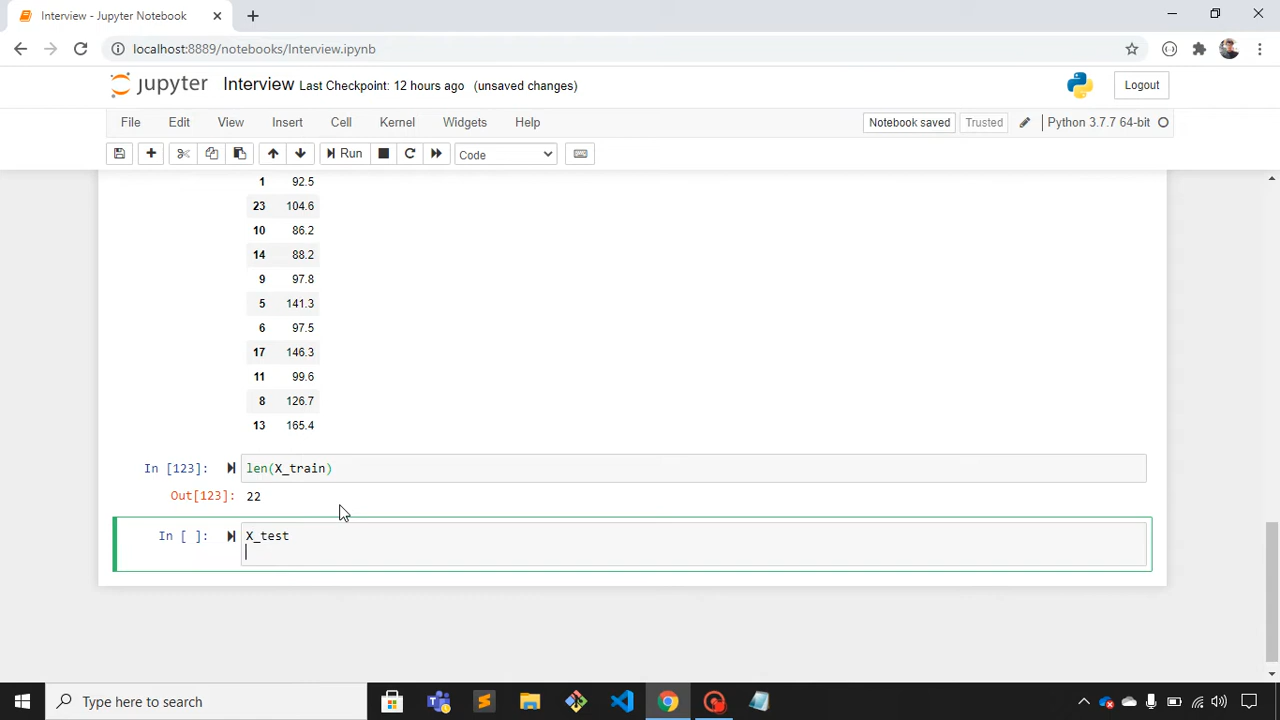 Interview - Jupyter Notebook
localhost:8889/notebooks/Interview.ipynb
jupyter Interview Last Checkpoint: 12 hours ago (unsaved changes)
Logout
File Edit View Insert Cell Kernel Widgets Help
Notebook saved Trusted Python 3.7.7 64-bit
Run Code
1 92.5
23 104.6
10 86.2
14 88.2
9 97.8
5 141.3
6 97.5
17 146.3
11 99.6
8 126.7
13 165.4
In [123]: len(X_train)
Out[123]: 22
In [ ]: X_test
Type here to search